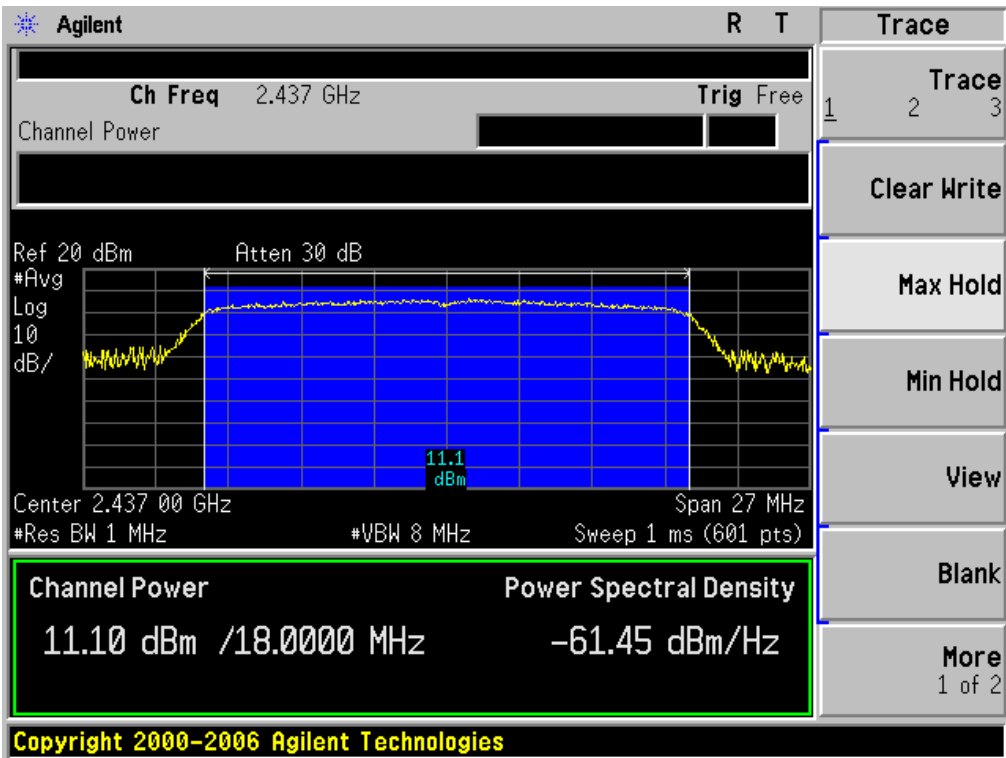 Agilent R T
Ch Freq 2.437 GHz Trig Free
Channel Power
Ref 20 dBm Atten 30 dB
#Avg
Log
10
dB/
11.1
dBm
Center 2.437 00 GHz Span 27 MHz
#Res BW 1 MHz #VBW 8 MHz Sweep 1 ms (601 pts)
Channel Power Power Spectral Density
11.10 dBm /18.0000 MHz -61.45 dBm/Hz
Copyright 2000-2006 Agilent Technologies
Trace
Trace
1 2 3
Clear Write
Max Hold
Min Hold
View
Blank
More
1 of 2